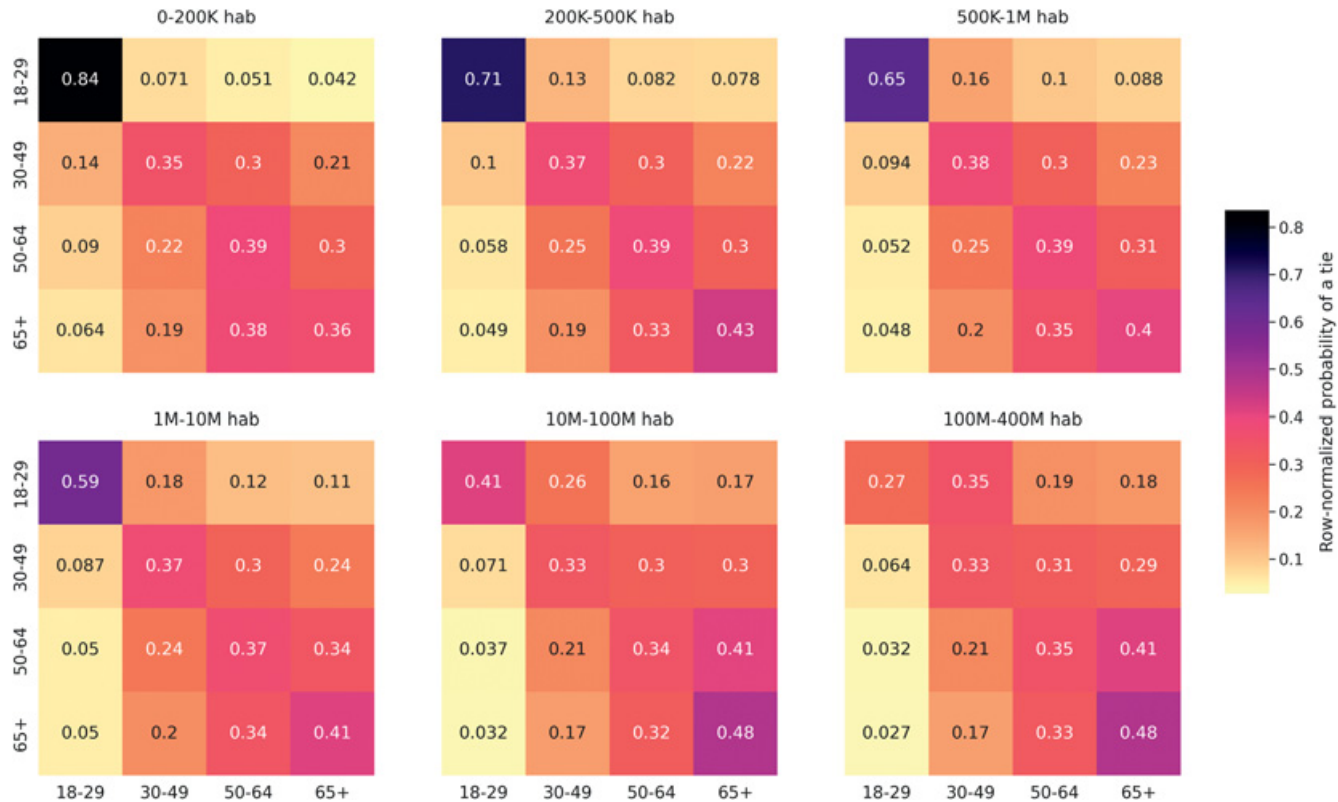 0-200K hab 200K-500K hab 500K-1M hab
18-29 0.84 0.071 0.051 0.042 0.71 0.13 0.082 0.078 0.65 0.16 0.1 0.088
30-49 0.14 0.35 0.3 0.21 0.1 0.37 0.3 0.22 0.094 0.38 0.3 0.23
50-64 0.09 0.22 0.39 0.3 0.058 0.25 0.39 0.3 0.052 0.25 0.39 0.31
65+ 0.064 0.19 0.38 0.36 0.049 0.19 0.33 0.43 0.048 0.2 0.35 0.4
1M-10M hab 10M-100M hab 100M-400M hab
18-29 0.59 0.18 0.12 0.11 0.41 0.26 0.16 0.17 0.27 0.35 0.19 0.18
30-49 0.087 0.37 0.3 0.24 0.071 0.33 0.3 0.3 0.064 0.33 0.31 0.29
50-64 0.05 0.24 0.37 0.34 0.037 0.21 0.34 0.41 0.032 0.21 0.35 0.41
65+ 0.05 0.2 0.34 0.41 0.032 0.17 0.32 0.48 0.027 0.17 0.33 0.48
18-29 30-49 50-64 65+ 18-29 30-49 50-64 65+ 18-29 30-49 50-64 65+
0.8
0.7
0.6
0.5
0.4
0.3
0.2
0.1
Row-normalized probability of a tie